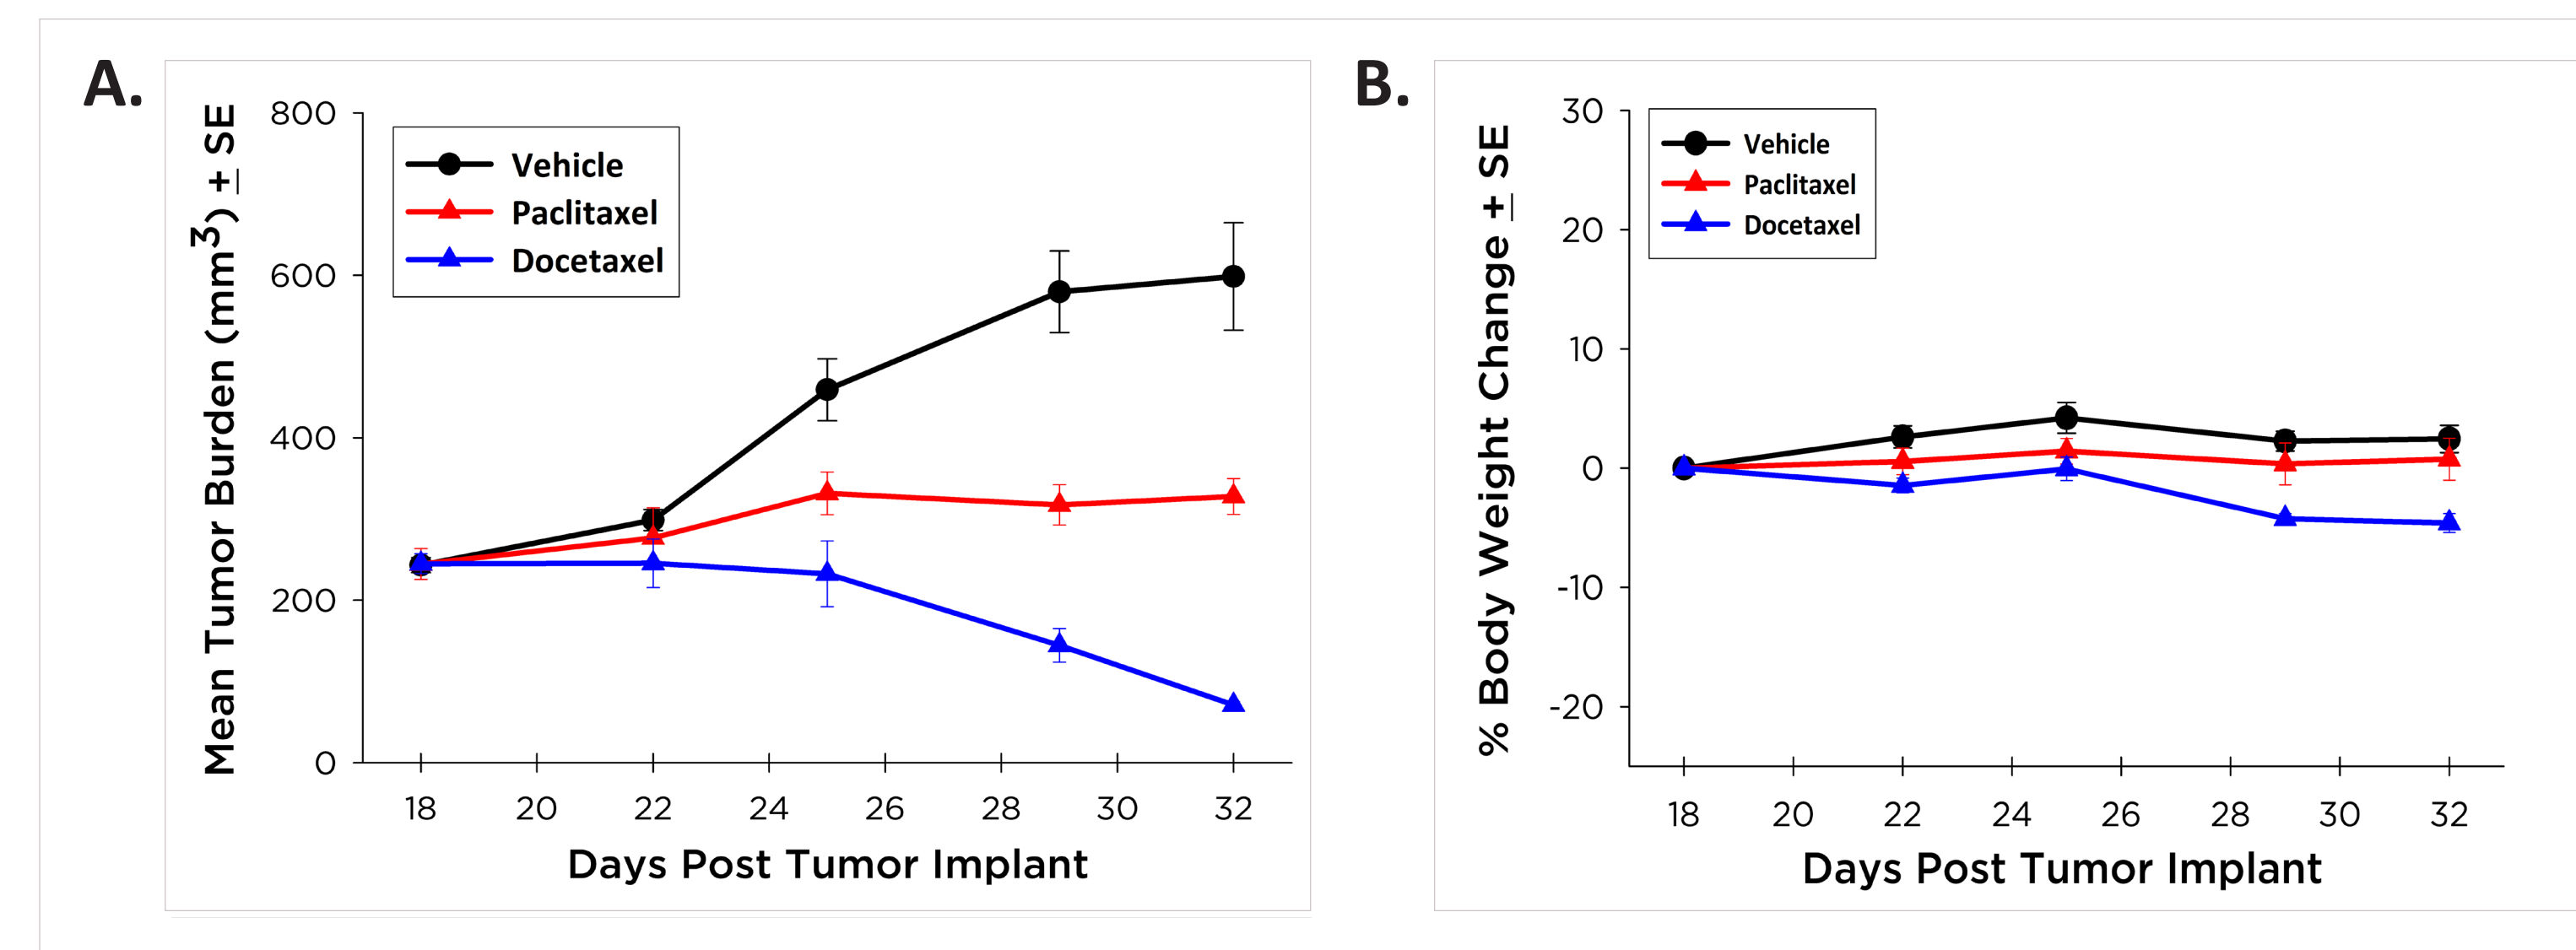 A.
Mean Tumor Burden (mm³) ± SE
800
600
400
200
0
Vehicle
Paclitaxel
Docetaxel
18 20 22 24 26 28 30 32
Days Post Tumor Implant
B.
% Body Weight Change ± SE
30
20
10
0
-10
-20
Vehicle
Paclitaxel
Docetaxel
18 20 22 24 26 28 30 32
Days Post Tumor Implant